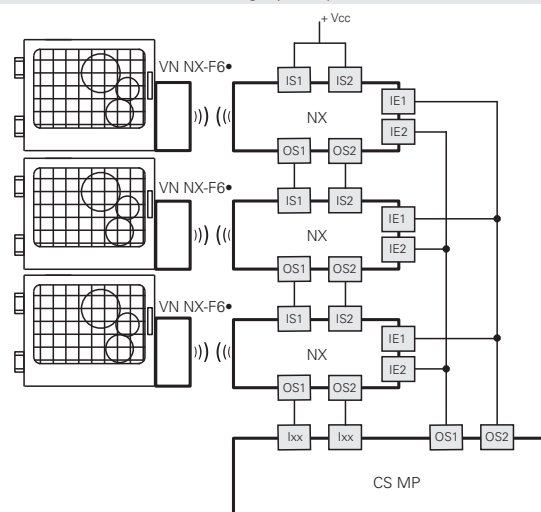 + Vcc
VN NX-F6•
IS1 IS2
IE1
NX
IE2
OS1 OS2
VN NX-F6•
IS1 IS2
IE1
NX
IE2
OS1 OS2
VN NX-F6•
IS1 IS2
IE1
NX
IE2
OS1 OS2
Ixx Ixx OS1 OS2
CS MP